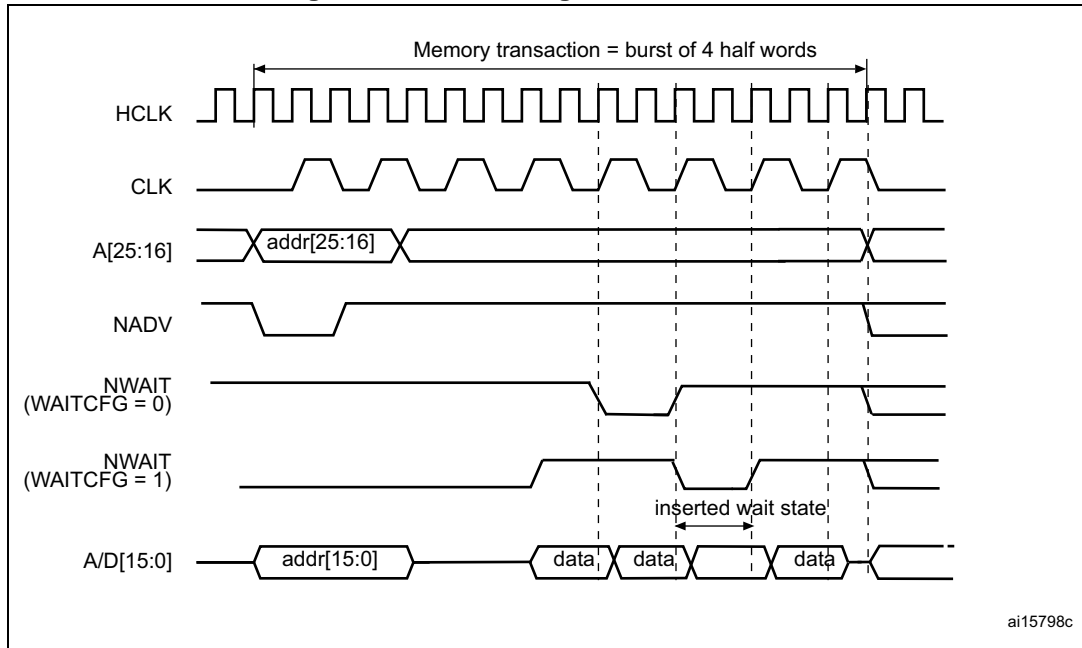 Memory transaction = burst of 4 half words
HCLK
CLK
A[25:16]
addr[25:16]
NADV
NWAIT
(WAITCFG = 0)
NWAIT
(WAITCFG = 1)
inserted wait state
A/D[15:0]
addr[15:0]
data
data
data
ai15798c